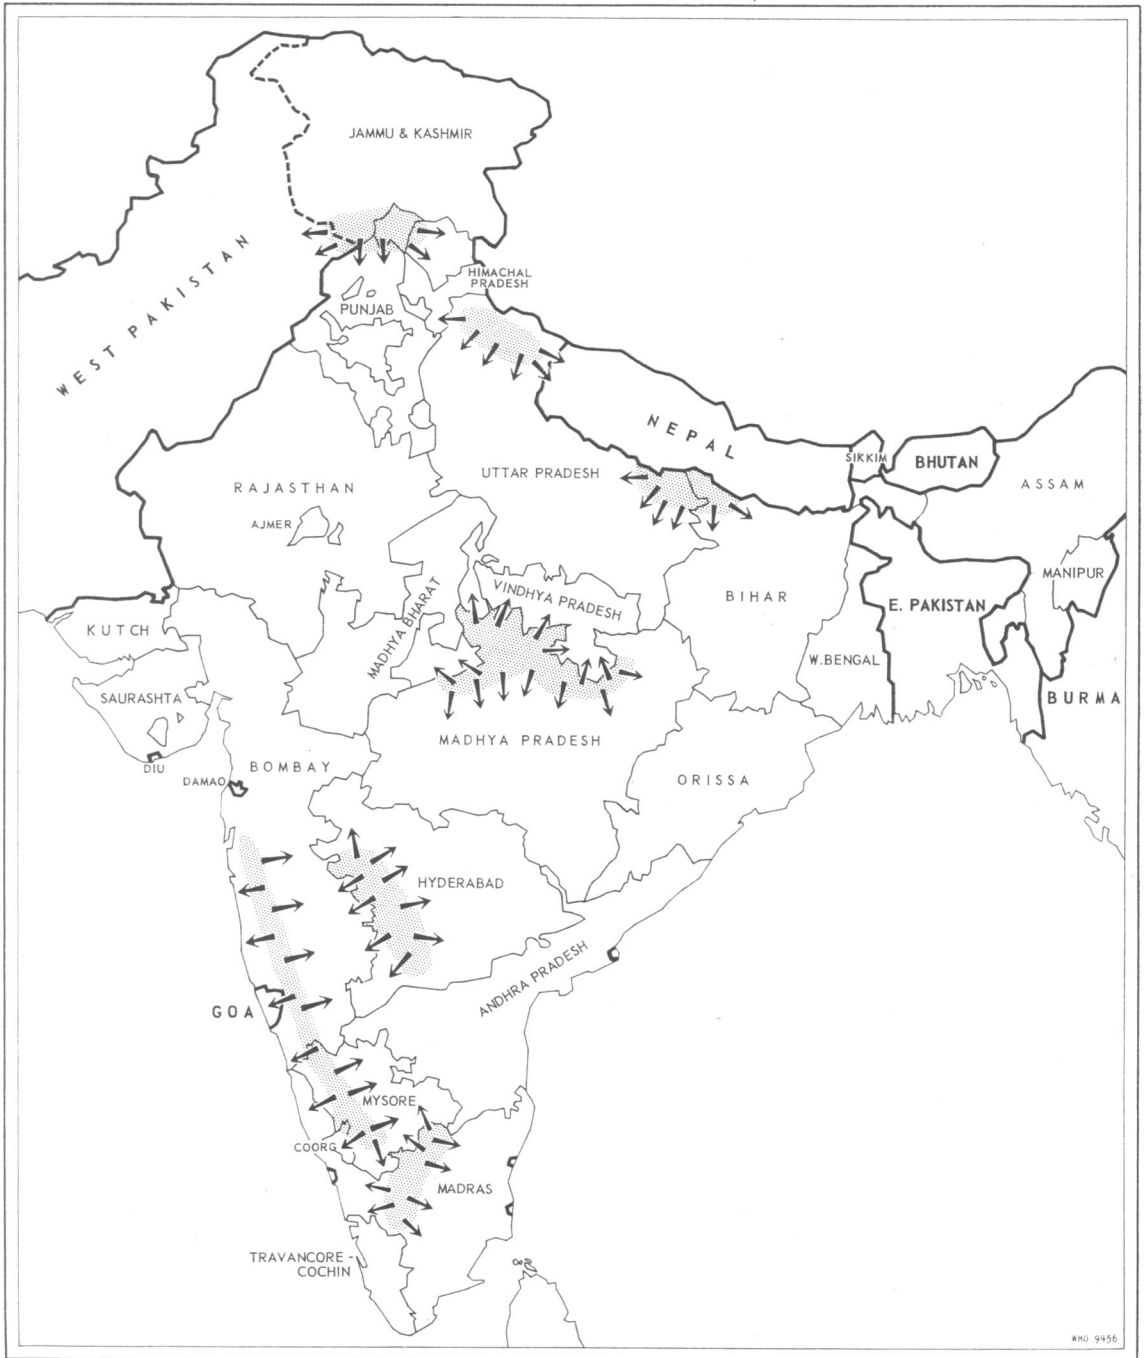 JAMMU & KASHMIR
WEST PAKISTAN
HIMACHAL
PRADESH
PUNJAB
NEPAL
SIKKIM
BHUTAN
UTTAR PRADESH
ASSAM
RAJASTHAN
AJMER
MANIPUR
VINDHYA PRADESH
BIHAR
E. PAKISTAN
KUTCH
MADHYA BHARAT
W. BENGAL
SAURASHTA
BURMA
MADHYA PRADESH
DIU
BOMBAY
ORISSA
DAMAO
HYDERABAD
ANDHRA PRADESH
GOA
MYSORE
COORG
MADRAS
TRAVANCORE -
COCHIN
WHO 9456